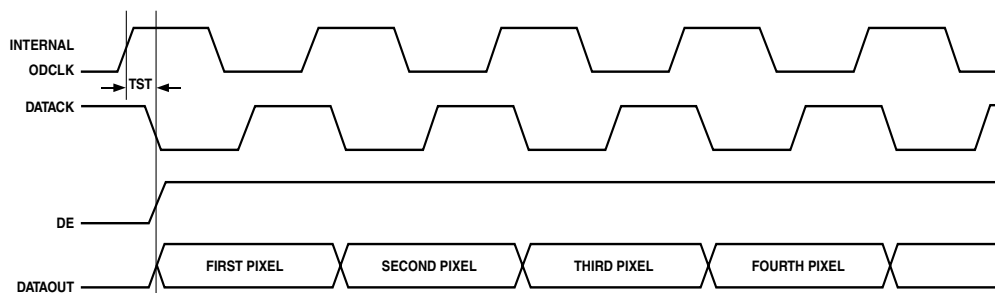 INTERNAL
ODCLK
TST
DATACK
DE
FIRST PIXEL SECOND PIXEL THIRD PIXEL FOURTH PIXEL
DATAOUT